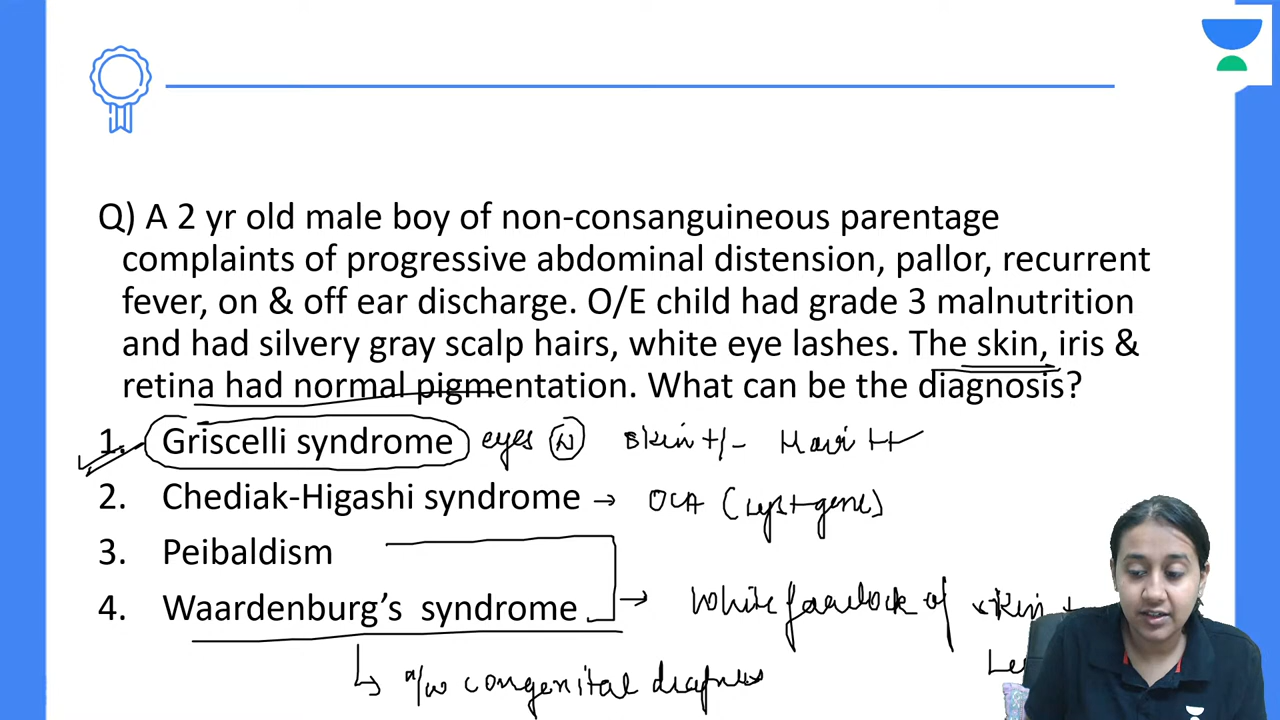 Q) A 2 yr old male boy of non-consanguineous parentage
complaints of progressive abdominal distension, pallor, recurrent
fever, on & off ear discharge. O/E child had grade 3 malnutrition
and had silvery gray scalp hairs, white eye lashes. The skin, iris &
retina had normal pigmentation. What can be the diagnosis?
1. Griscelli syndrome eyes N skin +/-
2. Chediak-Higashi syndrome → OCA (Lyst gene)
3. Peibaldism
4. Waardenburg’s syndrome → White forelock of skin +
a/w congenital deafness